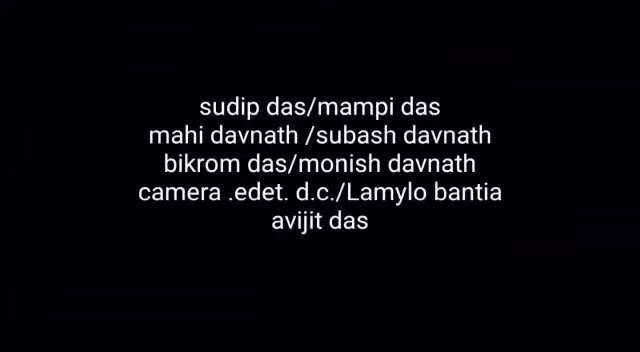 sudip das/mampi das
mahi davnath /subash davnath
bikrom das/monish davnath
camera .edet. d.c./Lamylo bantia
avijit das